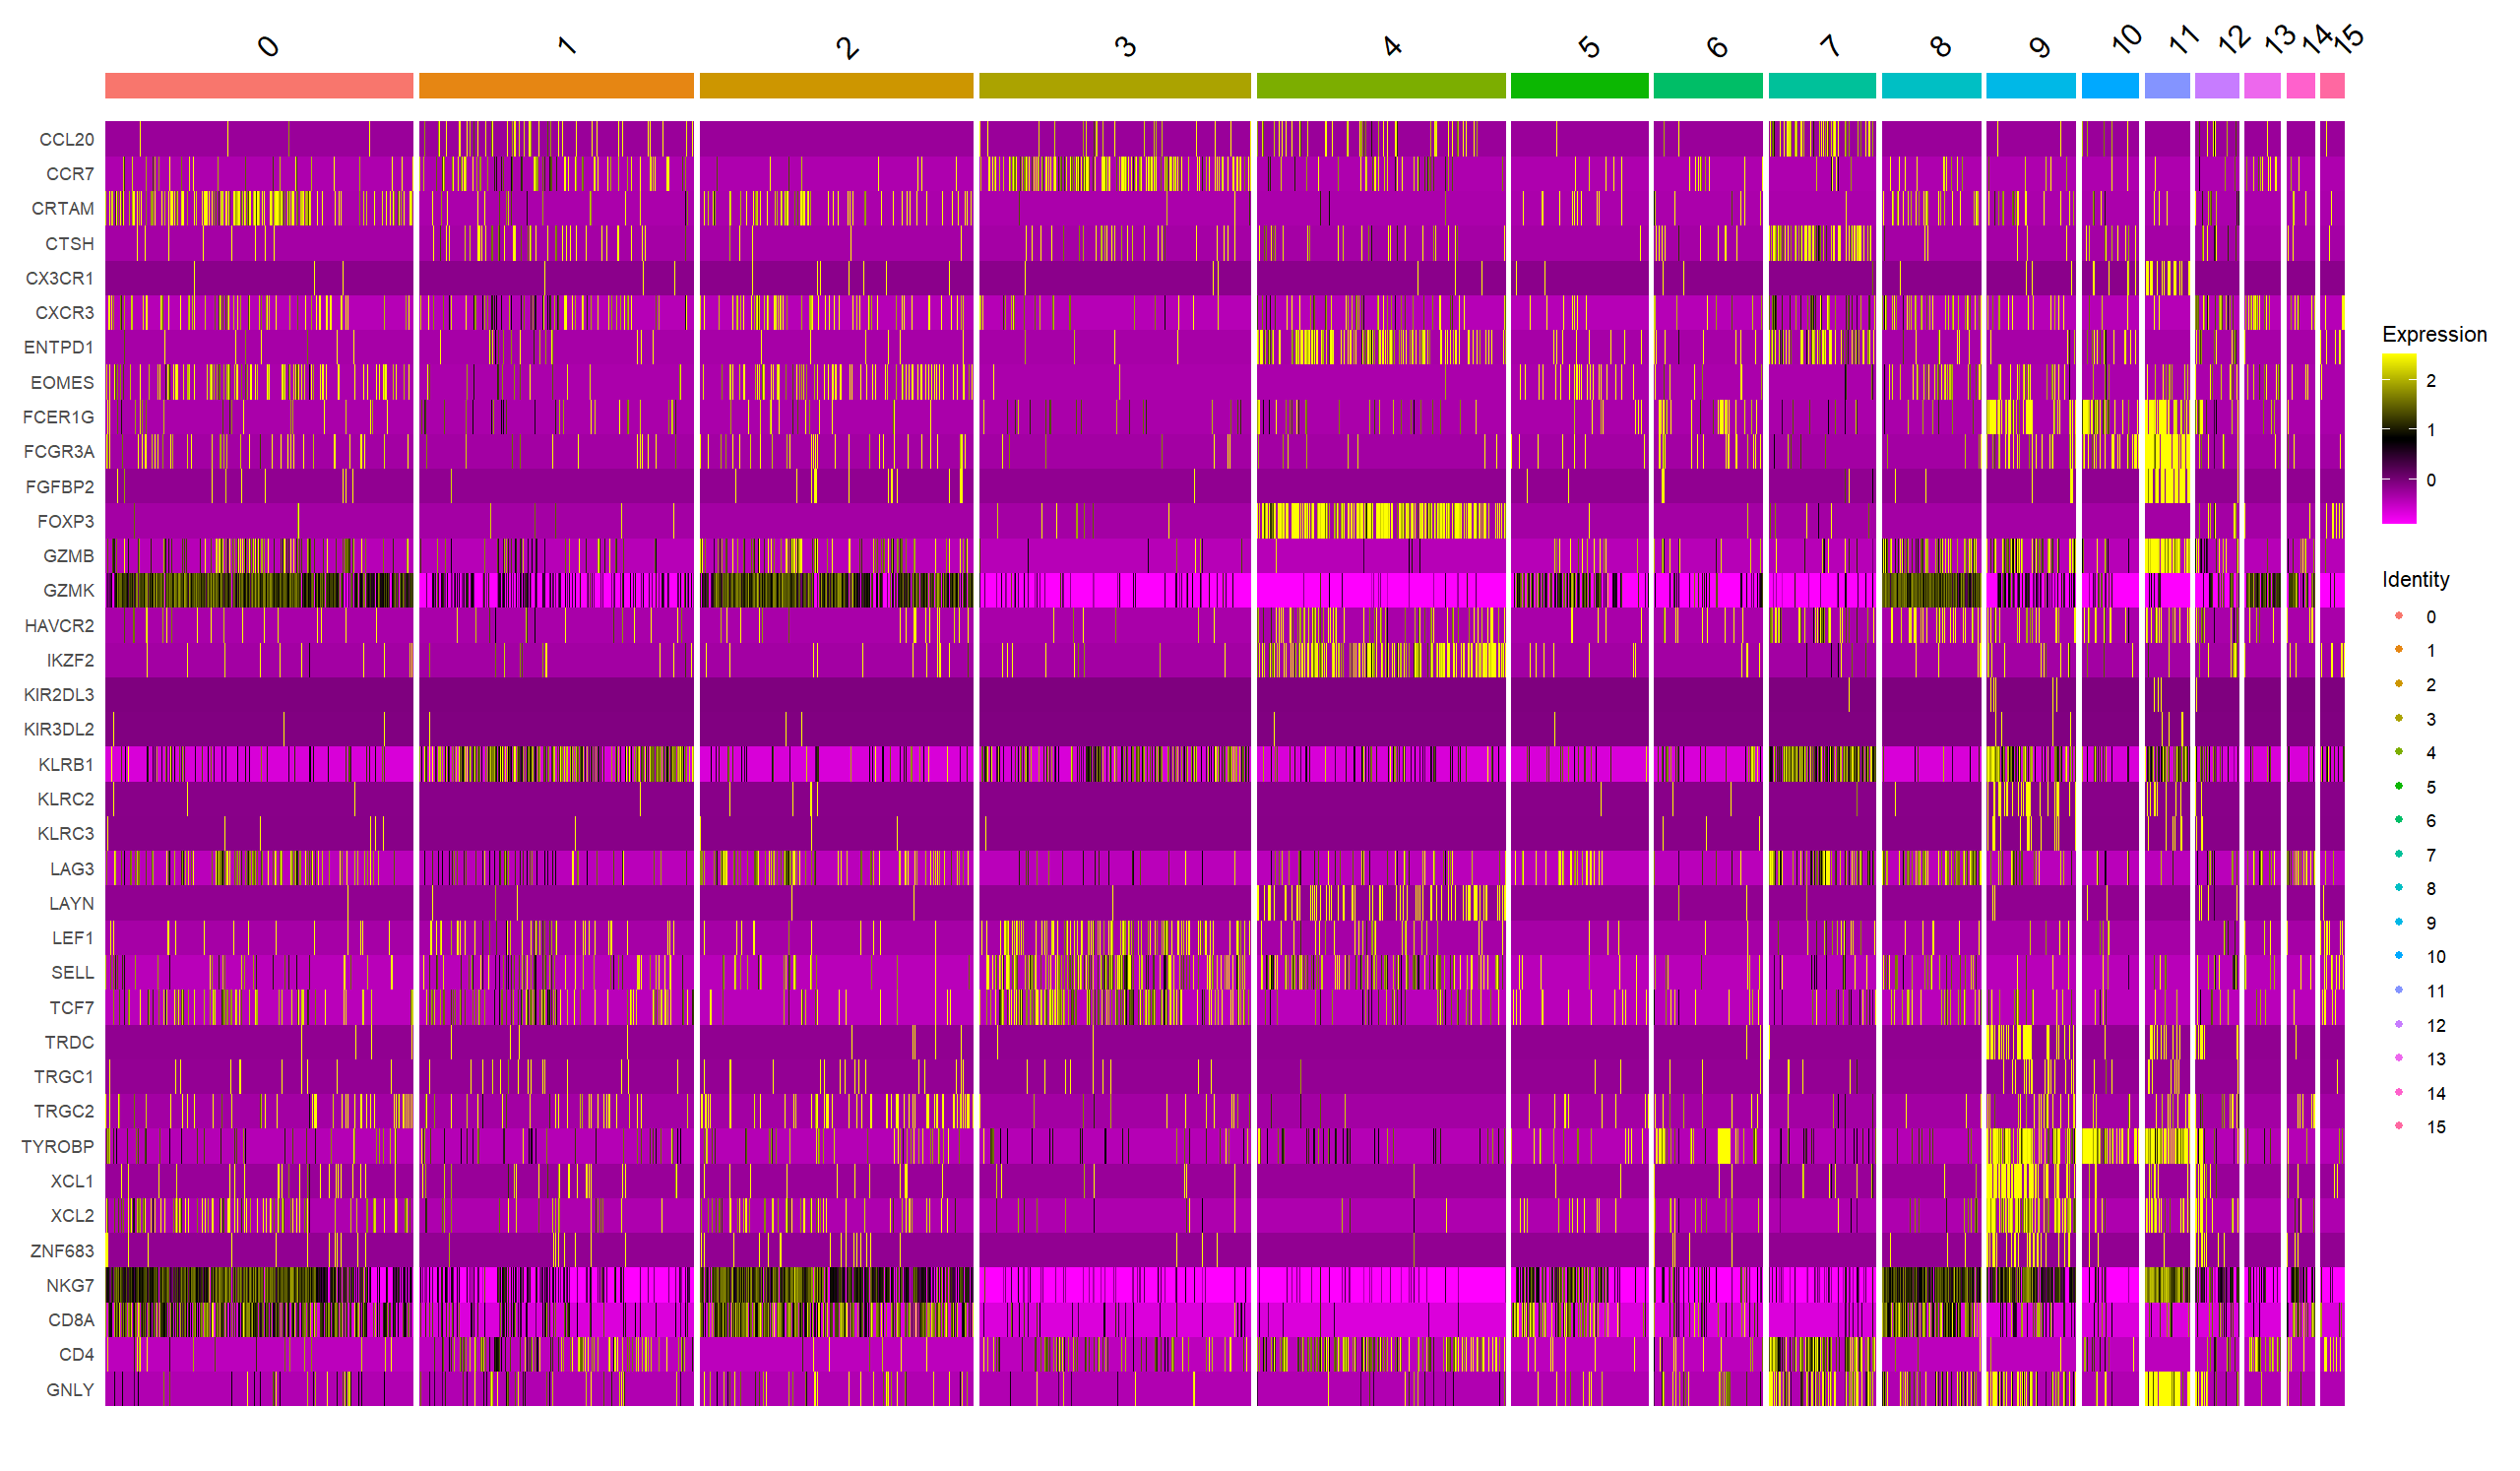 0 1 2 3 4 5 6 7 8 9 10 11 12 13 14 15
CCL20
CCR7
CRTAM
CTSH
CX3CR1
CXCR3
ENTPD1
EOMES
FCER1G
FCGR3A
FGFBP2
FOXP3
GZMB
GZMK
HAVCR2
IKZF2
KIR2DL3
KIR3DL2
KLRB1
KLRC2
KLRC3
LAG3
LAYN
LEF1
SELL
TCF7
TRDC
TRGC1
TRGC2
TYROBP
XCL1
XCL2
ZNF683
NKG7
CD8A
CD4
GNLY
Expression
2
1
0
Identity
0
1
2
3
4
5
6
7
8
9
10
11
12
13
14
15